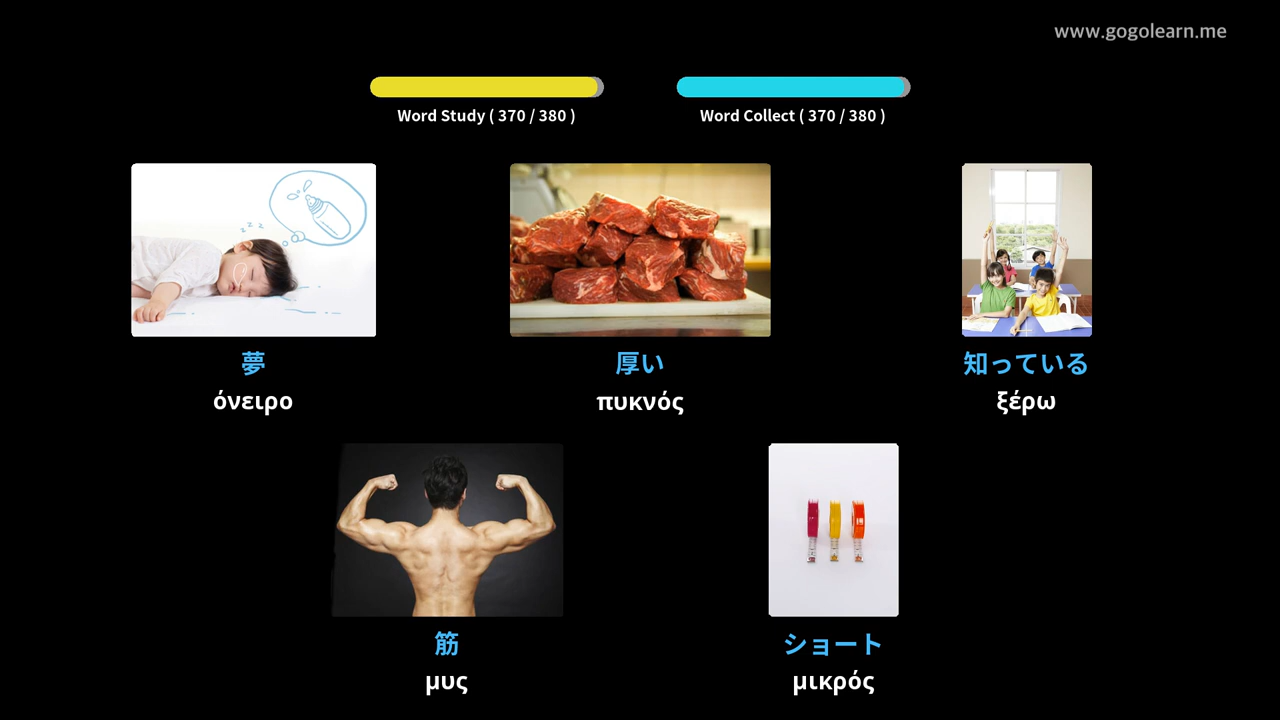 www.gogolearn.me
Word Study ( 370 / 380 )
Word Collect ( 370 / 380 )
夢
όνειρο
厚い
πυκνός
知っている
ξέρω
筋
μυς
ショート
μικρός